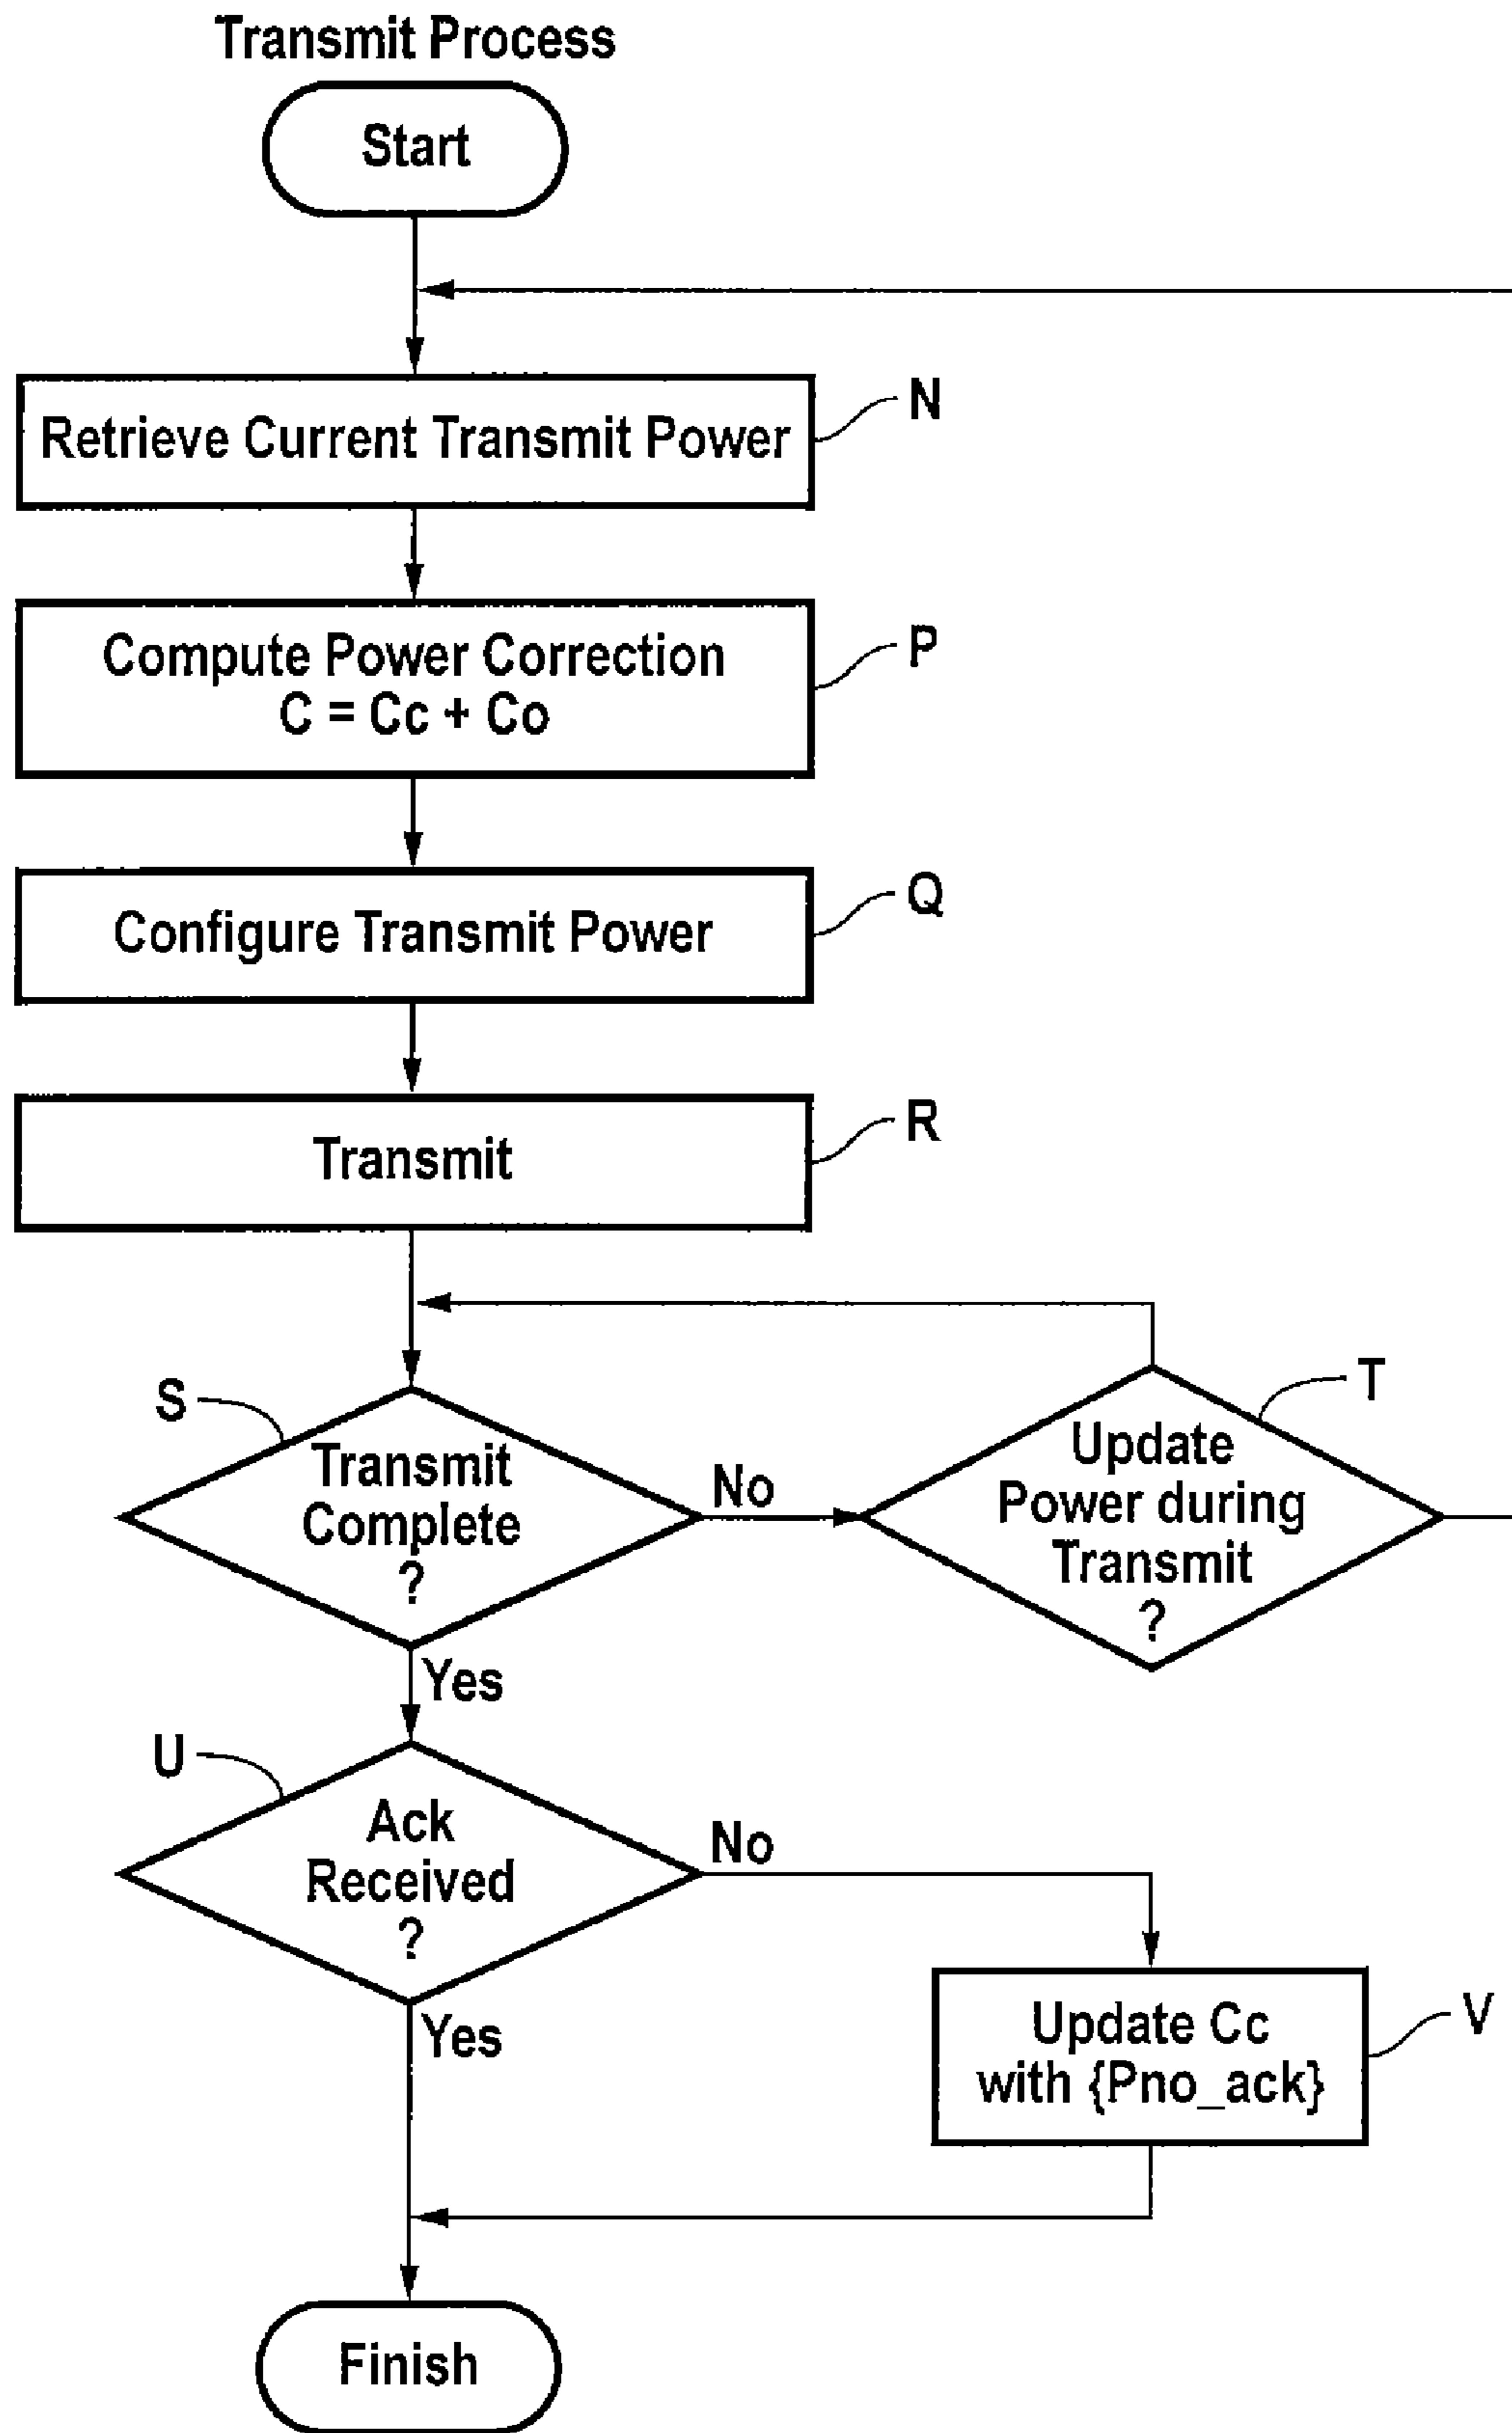 Transmit Process
Start
Retrieve Current Transmit Power
N
Compute Power Correction
C = Cc + Co
P
Configure Transmit Power
Q
Transmit
R
S
Transmit
Complete
?
No
Yes
T
Update
Power during
Transmit
?
U
Ack
Received
?
No
Yes
Update Cc
with {Pno_ack}
V
Finish